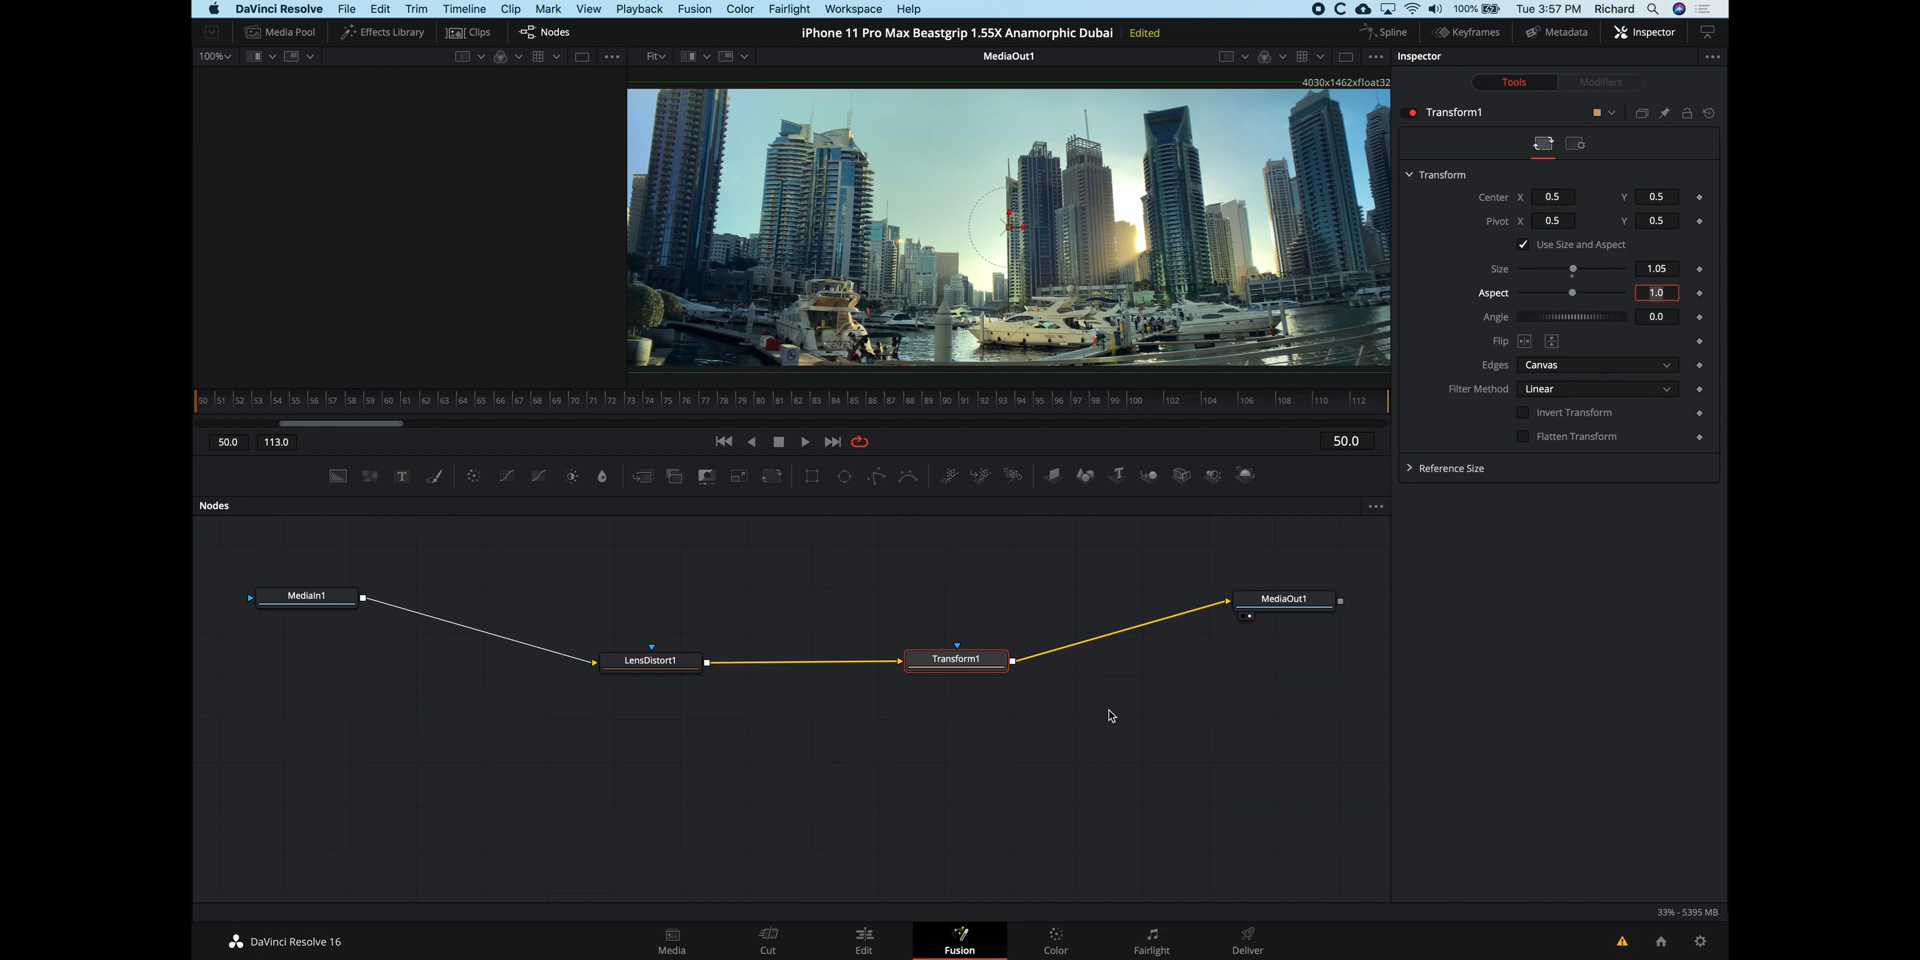 DaVinci Resolve File Edit Trim Timeline Clip Mark View Playback Fusion Color Fairlight Workspace Help 100% Tue 3:57 PM Richard
Media Pool Effects Library Clips Nodes iPhone 11 Pro Max Beastgrip 1.55X Anamorphic Dubai Edited Spline Keyframes Metadata Inspector
100% Fit MediaOut1 Inspector
4030x1462xfloat32
Tools Modifiers
Transform1
Transform
Center X 0.5 Y 0.5
Pivot X 0.5 Y 0.5
Use Size and Aspect
Size 1.05
Aspect 1.0
Angle 0.0
Flip
Edges Canvas
Filter Method Linear
Invert Transform
Flatten Transform
Reference Size
50 51 52 53 54 55 56 57 58 59 60 61 62 63 64 65 66 67 68 69 70 71 72 73 74 75 76 77 78 79 80 81 82 83 84 85 86 87 88 89 90 91 92 93 94 95 96 97 98 99 100 102 104 106 108 110 112
50.0 113.0 50.0
Nodes
MediaIn1
MediaOut1
LensDistort1
Transform1
33% - 5395 MB
DaVinci Resolve 16
Media Cut Edit Fusion Color Fairlight Deliver